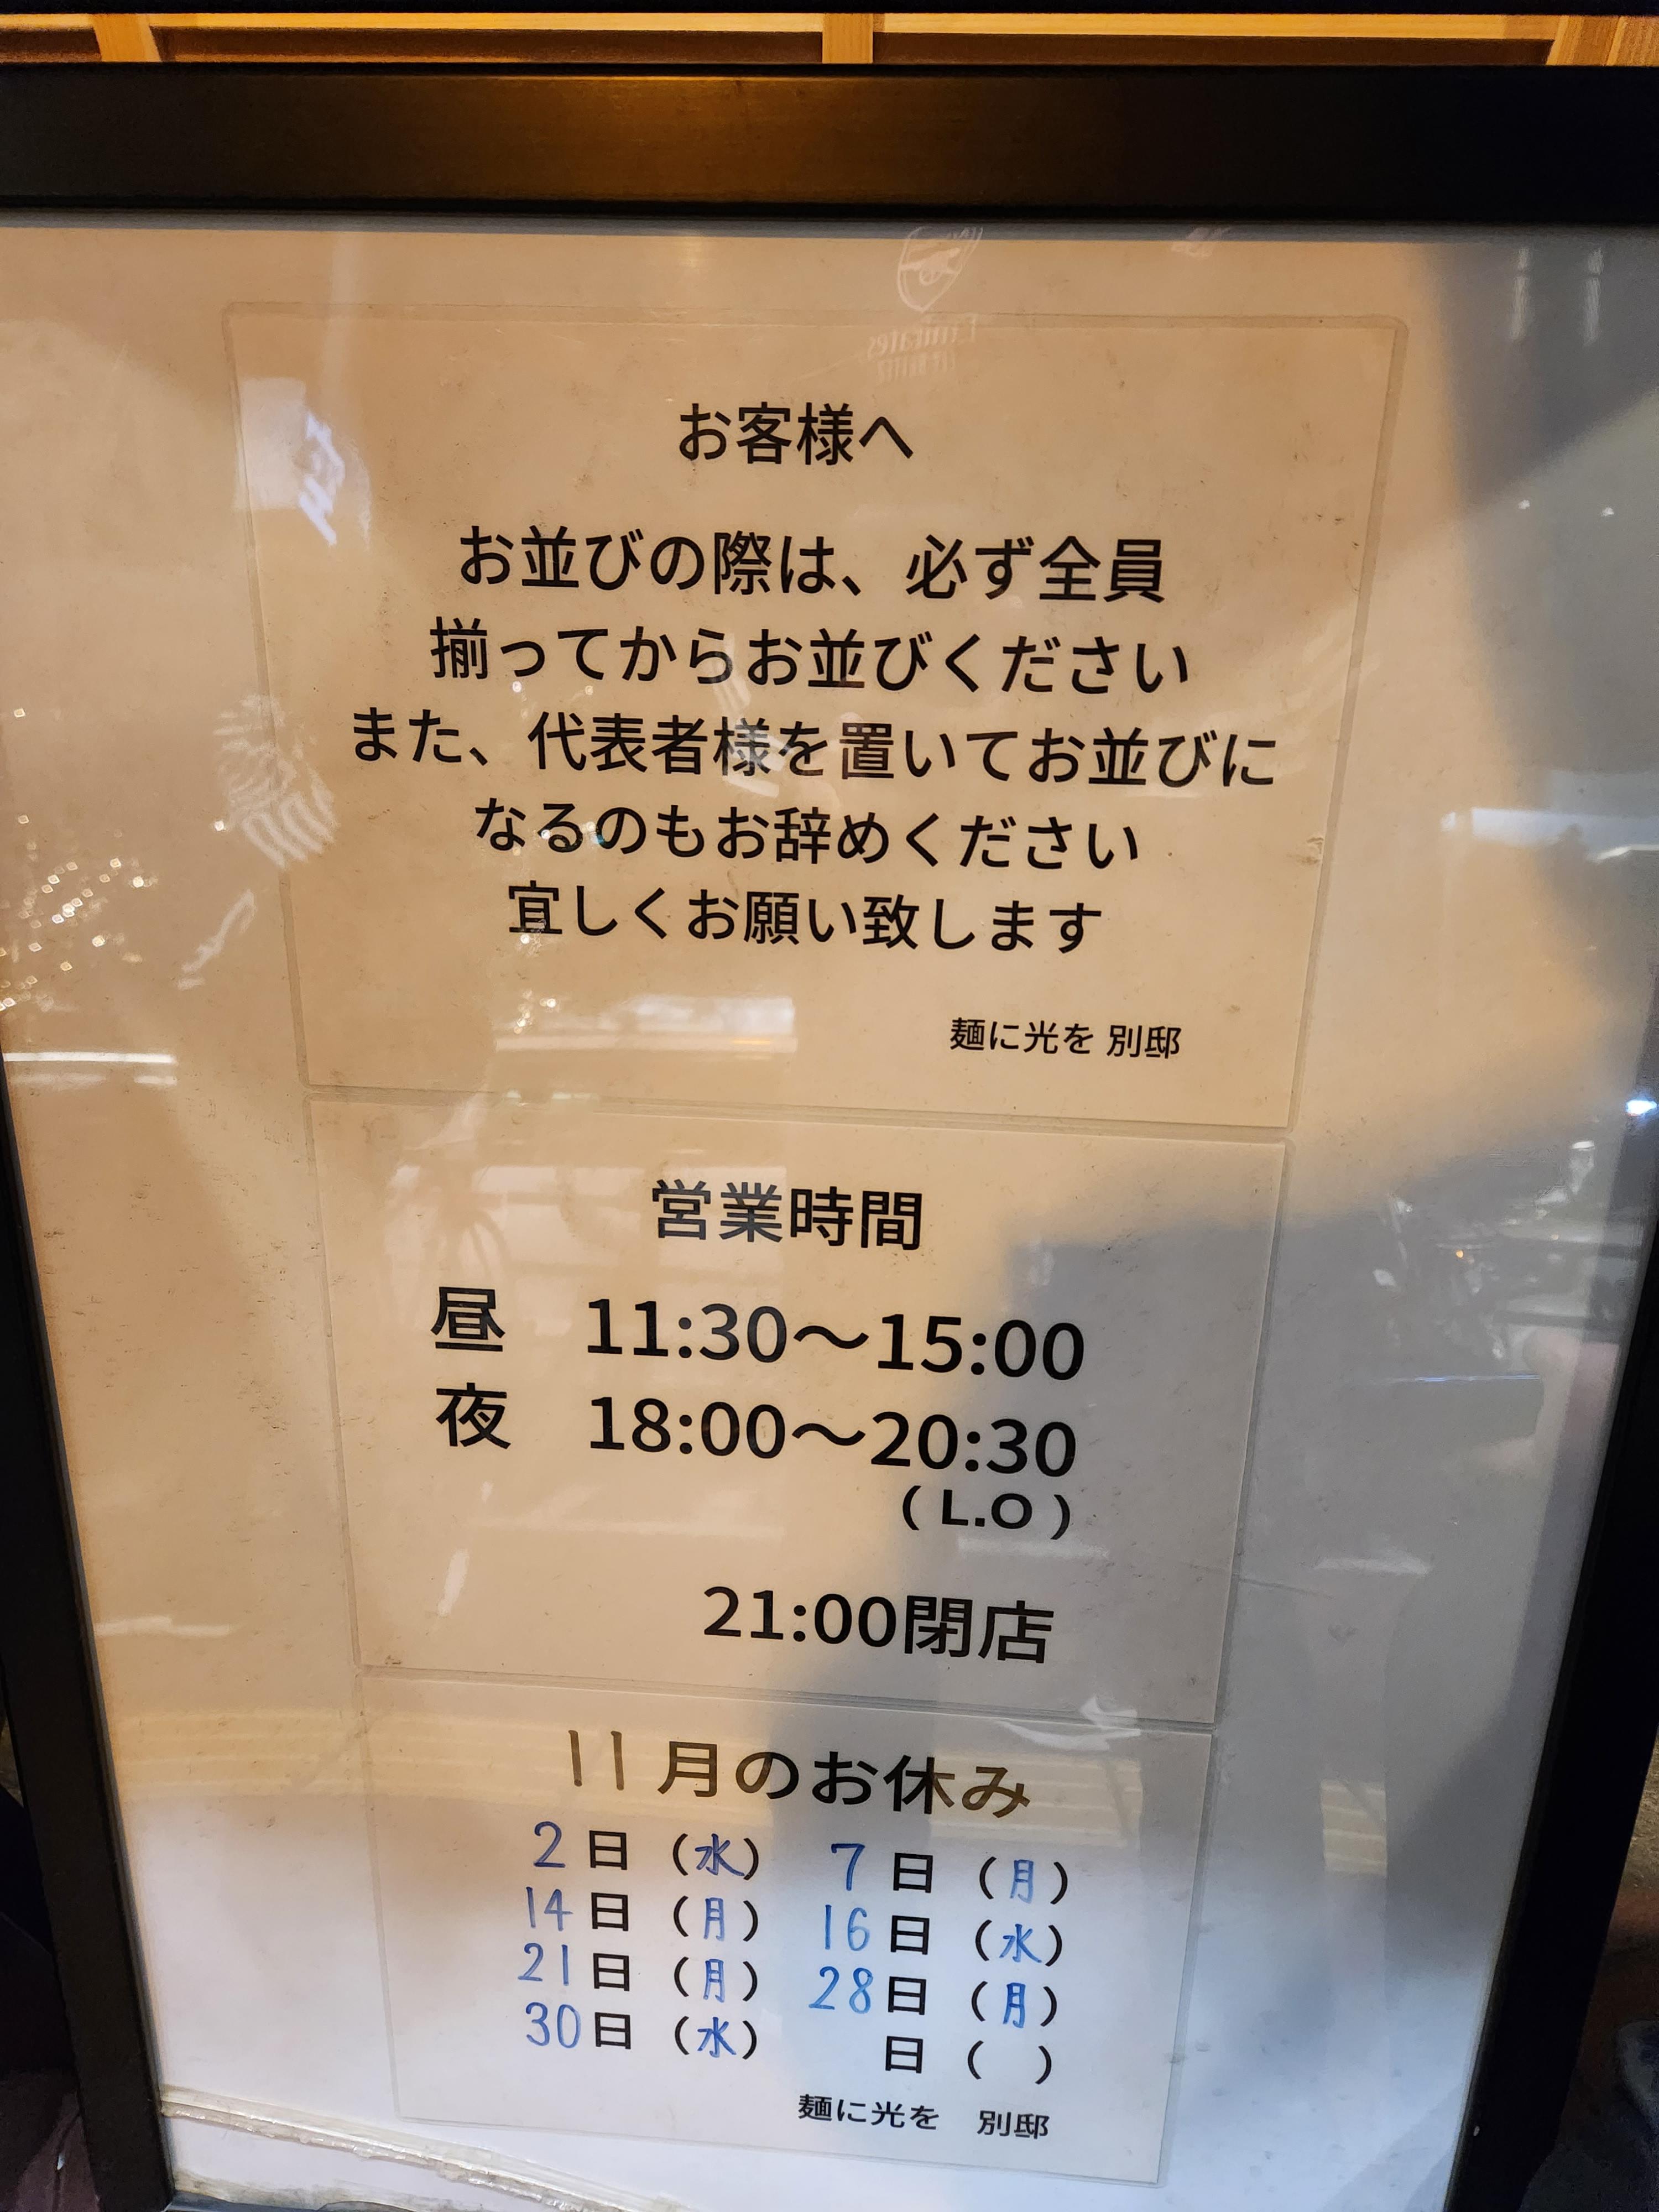 お客様へ
お並びの際は、必ず全員
揃ってからお並びください
また、代表者様を置いてお並びに
なるのもお辞めください
宜しくお願い致します
麺に光を 別邸
営業時間
昼 11:30～15:00
夜 18:00～20:30
(L.O)
21:00閉店
11月のお休み
2日(水) 7日(月)
14日(月) 16日(水)
21日(月) 28日(月)
30日(水) 日( )
麺に光を 別邸